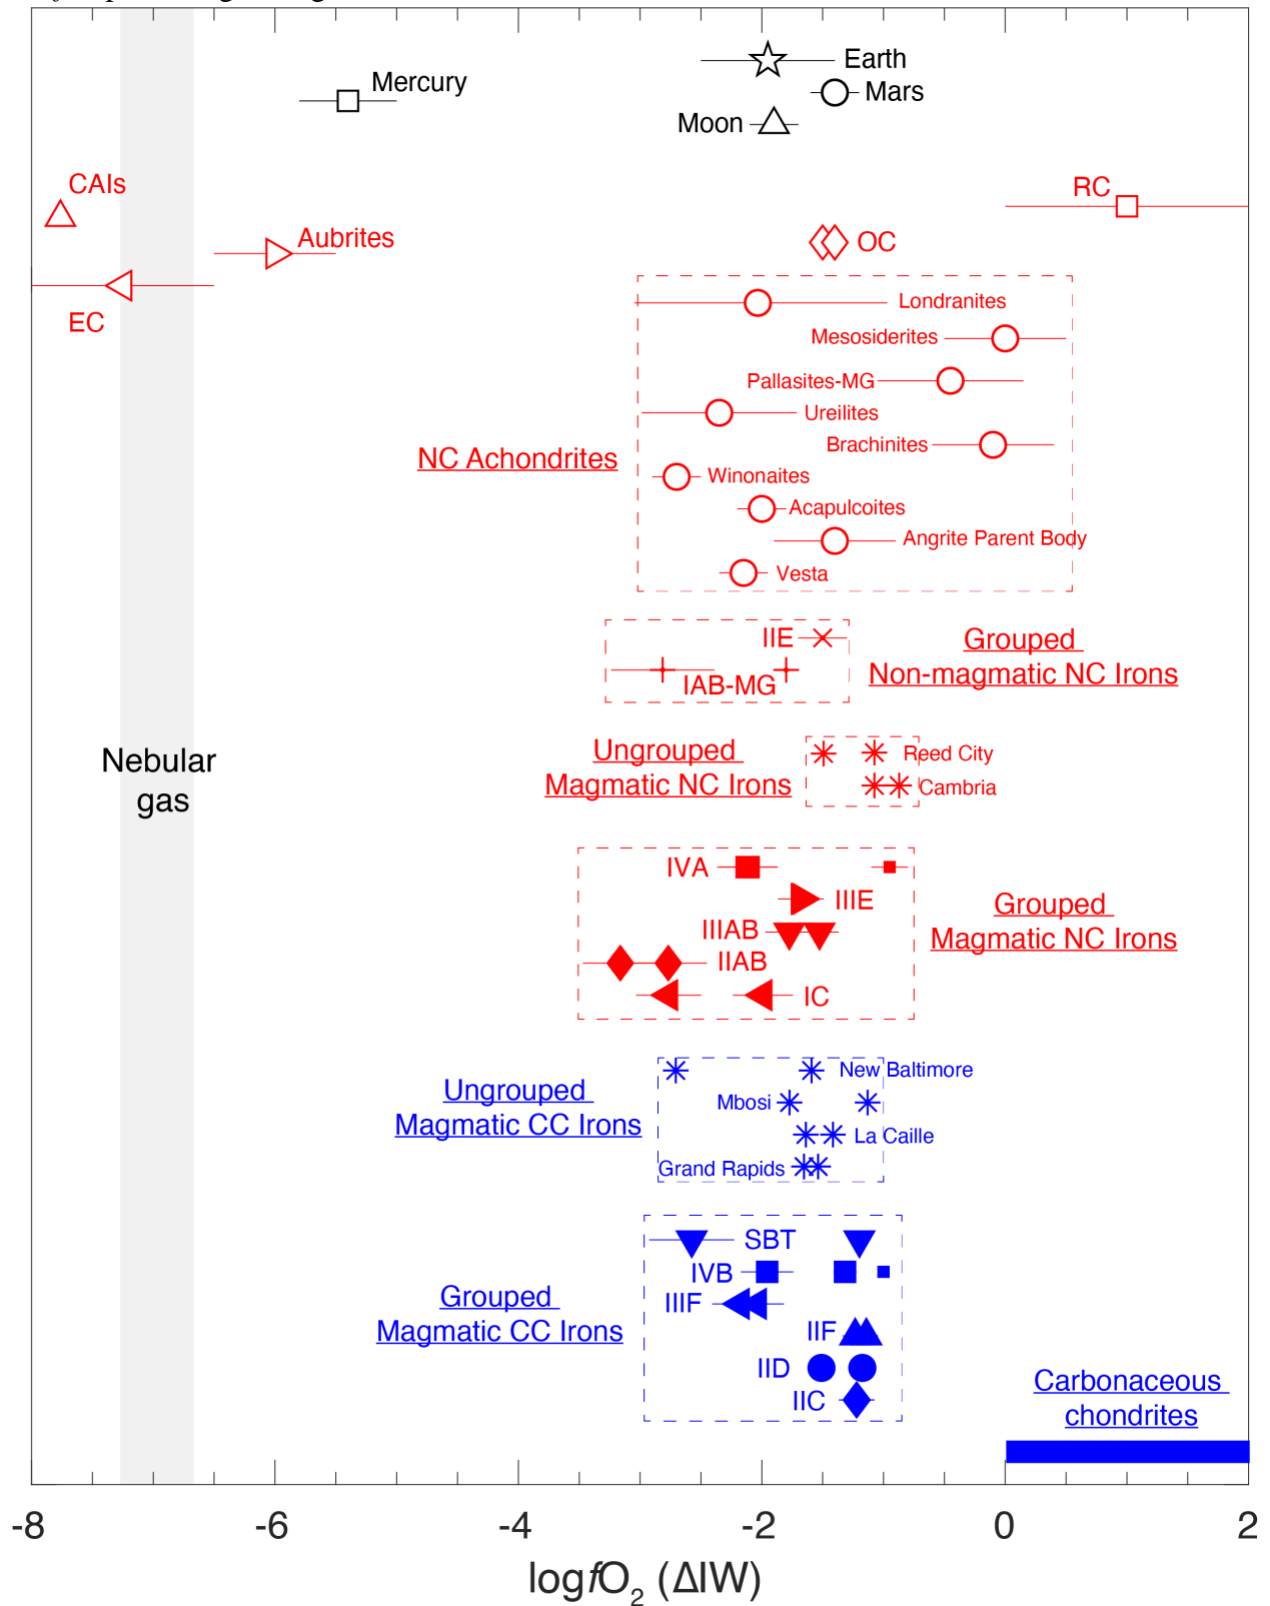 Earth
Mercury
Mars
Moon
CAIs
RC
Aubrites
OC
EC
Londranites
Mesosiderites
Pallasites-MG
Ureilites
Brachinites
NC Achondrites
Winonaites
Acapulcoites
Angrite Parent Body
Vesta
IIE
Grouped
Non-magmatic NC Irons
IAB-MG
Ungrouped
Magmatic NC Irons
Reed City
Cambria
Nebular
gas
IVA
IIIE
Grouped
Magmatic NC Irons
IIIAB
IIAB
IC
New Baltimore
Ungrouped
Magmatic CC Irons
Mbosi
La Caille
Grand Rapids
SBT
IVB
IIIF
Grouped
Magmatic CC Irons
IIF
IID
IIC
Carbonaceous
chondrites
-8 -6 -4 -2 0 2
logfO2 (ΔIW)